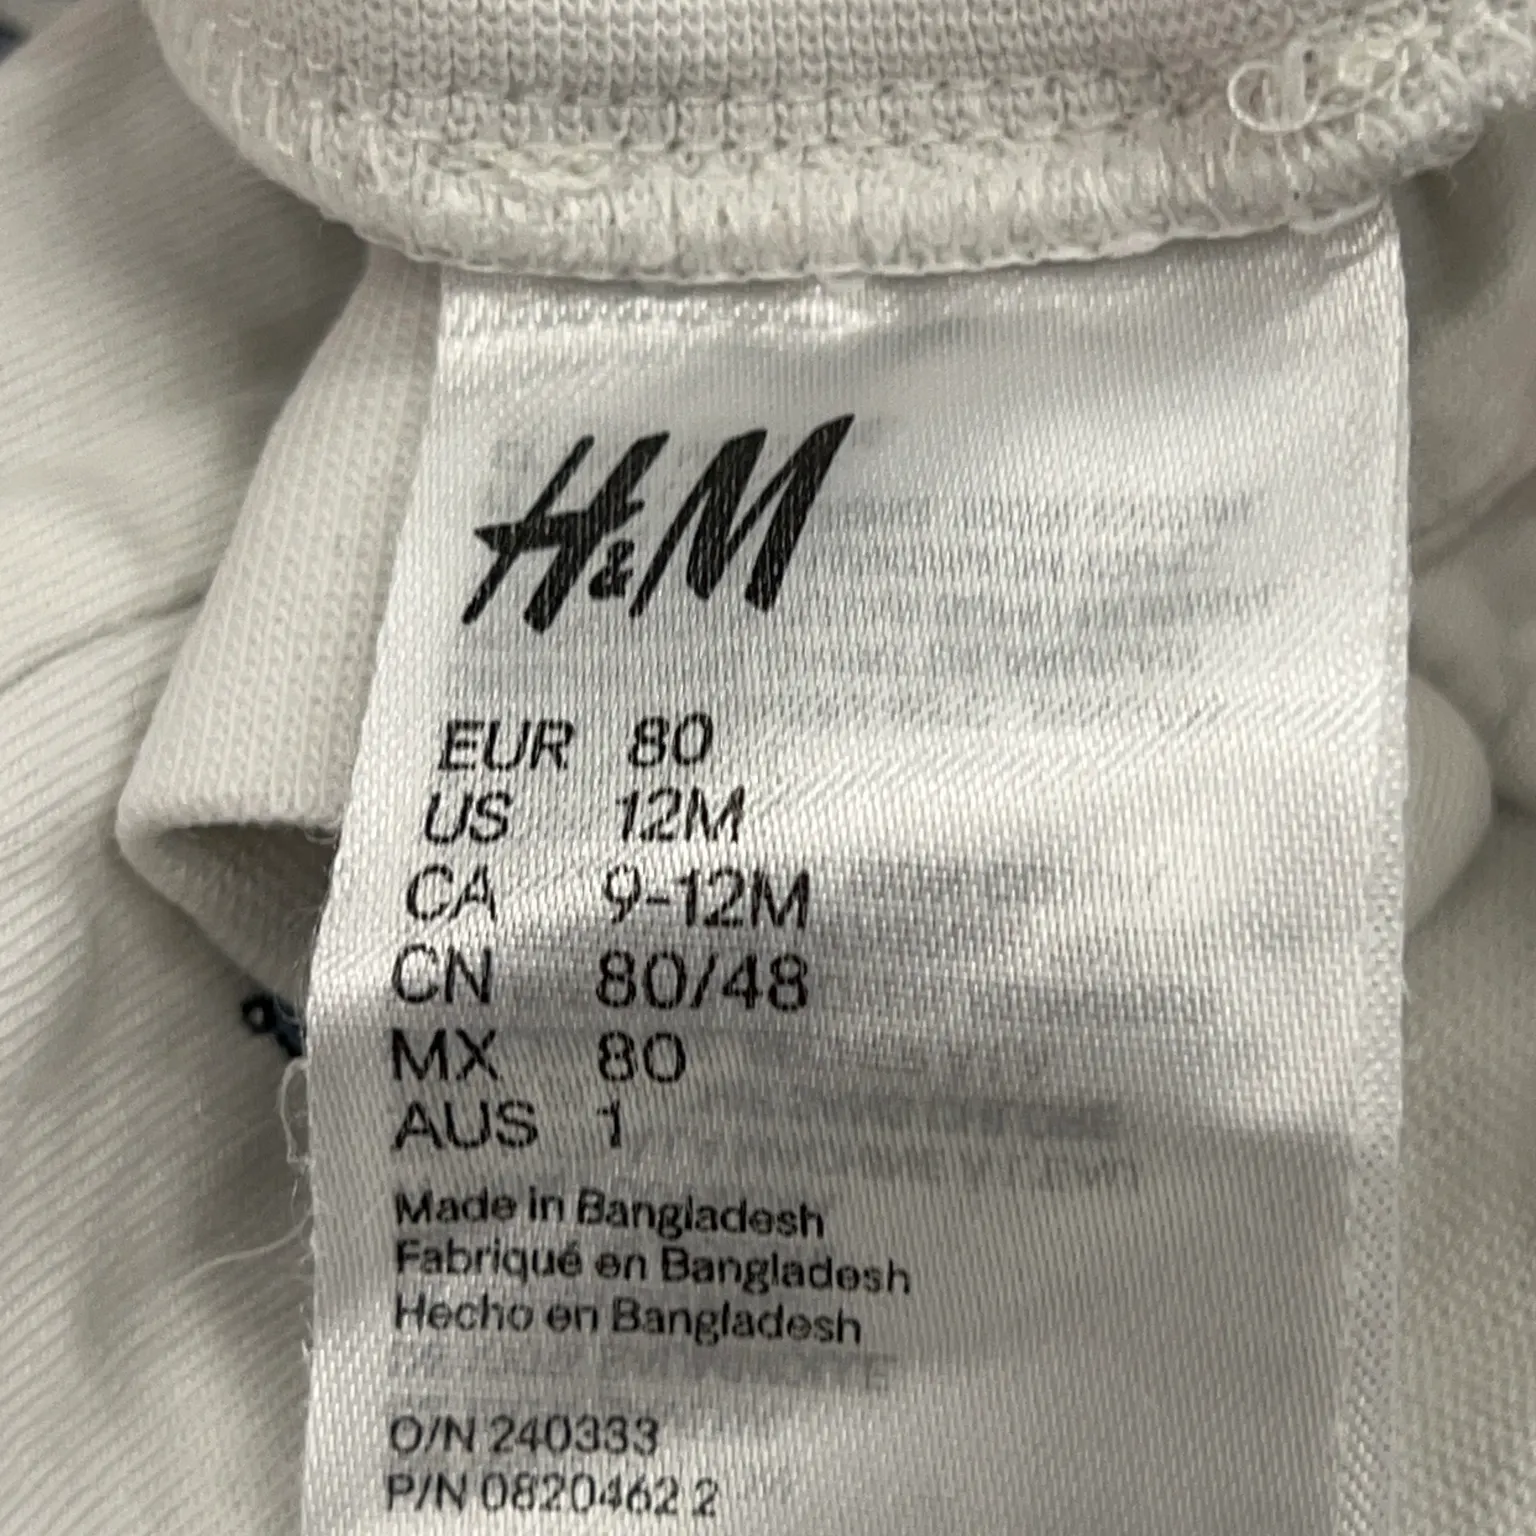 H&M
EUR 80
US 12M
CA 9-12M
CN 80/48
MX 80
AUS 1
Made in Bangladesh
Fabriqué en Bangladesh
Hecho en Bangladesh
O/N 240333
P/N 0820462 2